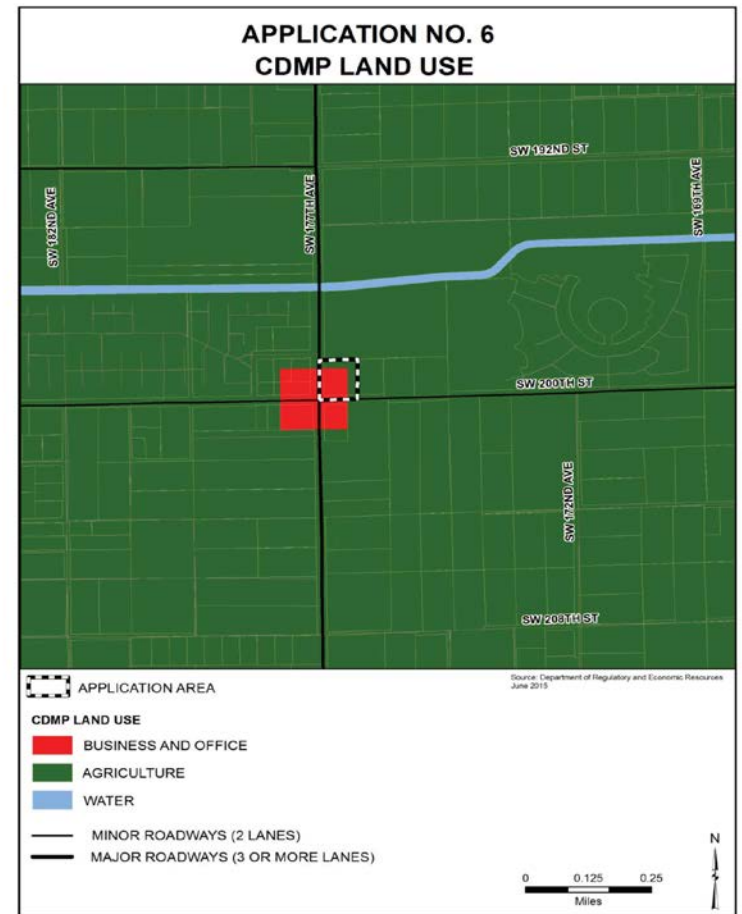 APPLICATION NO. 6
CDMP LAND USE
SW 192ND ST
SW 182ND AVE
SW 177TH AVE
SW 169TH AVE
SW 200TH ST
SW 172ND AVE
SW 208TH ST
APPLICATION AREA
Source: Department of Regulatory and Economic Resources
June 2015
CDMP LAND USE
BUSINESS AND OFFICE
AGRICULTURE
WATER
MINOR ROADWAYS (2 LANES)
MAJOR ROADWAYS (3 OR MORE LANES)
N
0 0.125 0.25
Miles